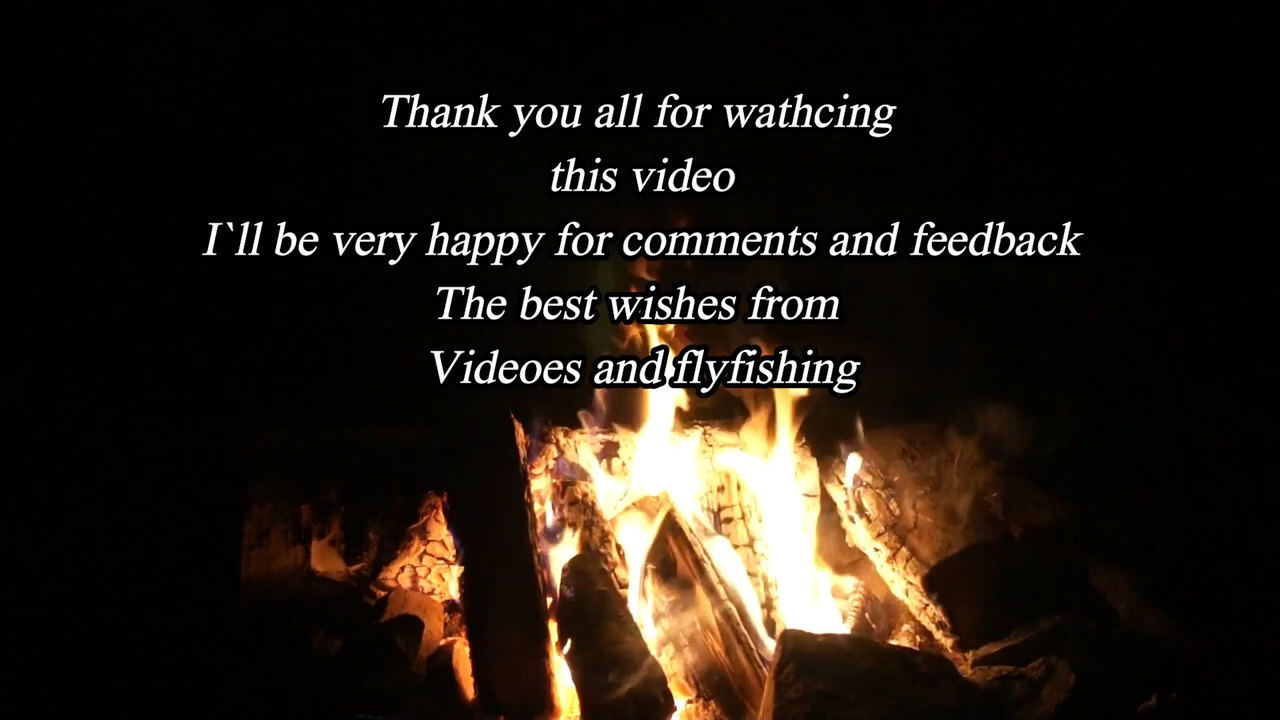 Thank you all for wathcing
this video
I`ll be very happy for comments and feedback
The best wishes from
Videoes and flyfishing